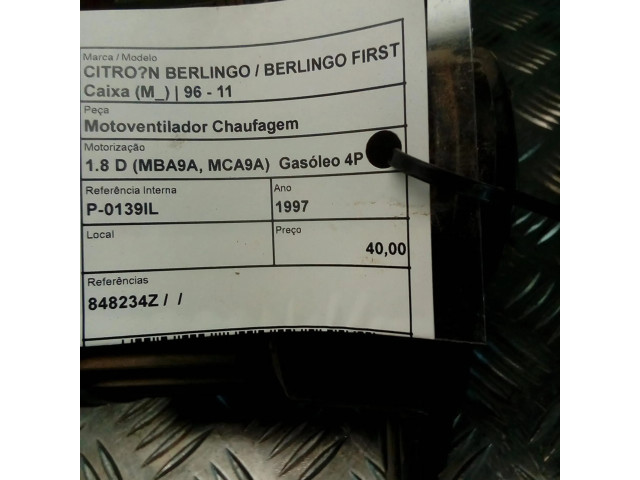 Marca / Modelo
CITRO?N BERLINGO / BERLINGO FIRST
Caixa (M_) | 96 - 11
Peça
Motoventilador Chaufagem
Motorização
1.8 D (MBA9A, MCA9A) Gasóleo 4P
Referência Interna
P-0139IL
Ano
1997
Local
Preço
40,00
Referências
848234Z / /